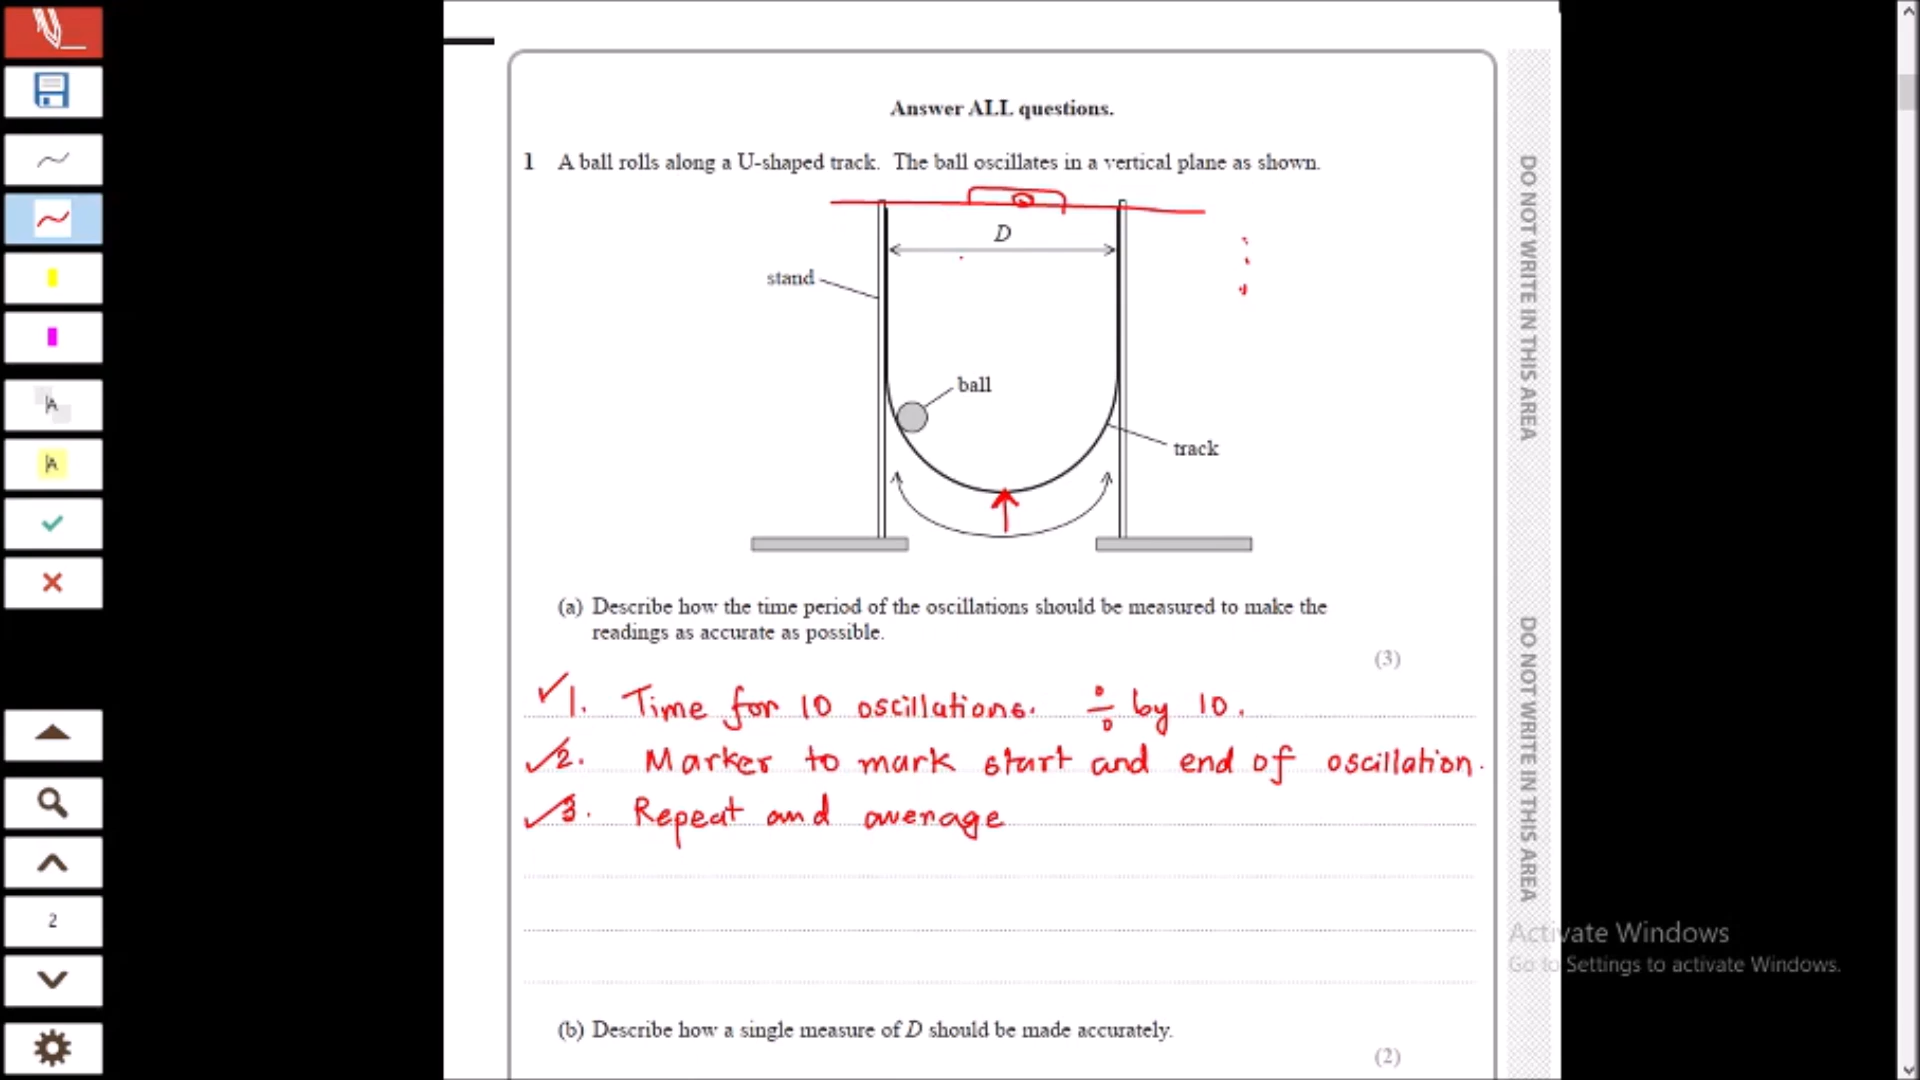 Answer ALL questions.
1 A ball rolls along a U-shaped track. The ball oscillates in a vertical plane as shown.
D
stand
ball
track
(a) Describe how the time period of the oscillations should be measured to make the
readings as accurate as possible.
(3)
✓1. Time for 10 oscillations. ÷ by 10.
✓2. Marker to mark start and end of oscillation.
✓3. Repeat and average
(b) Describe how a single measure of D should be made accurately.
(2)
DO NOT WRITE IN THIS AREA
DO NOT WRITE IN THIS AREA
2
Activate Windows
Go to Settings to activate Windows.